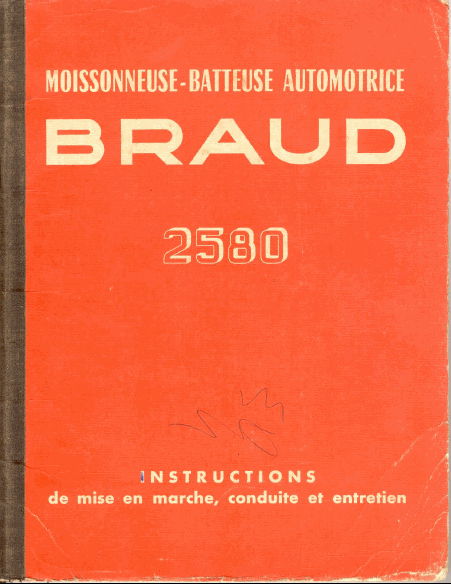 MOISSONNEUSE-BATTEUSE AUTOMOTRICE
BRAUD
2580
INSTRUCTIONS
de mise en marche, conduite et entretien